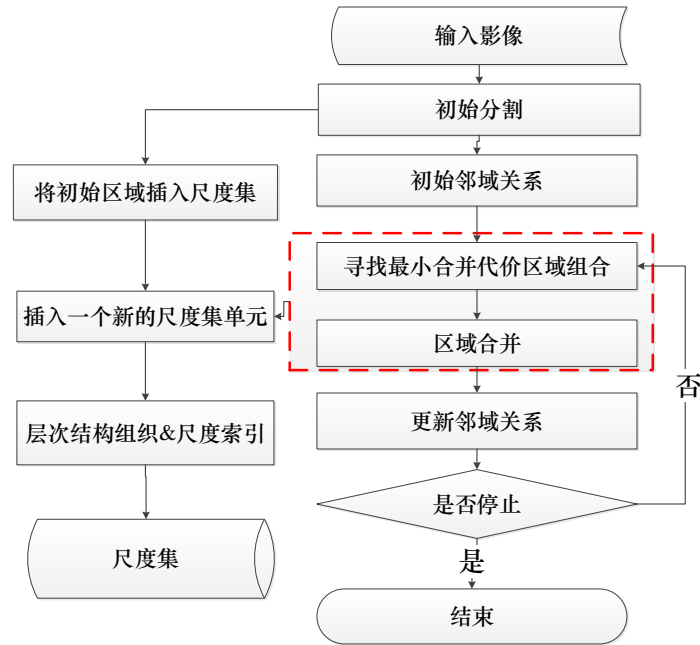 输入影像
初始分割
初始邻域关系
将初始区域插入尺度集
寻找最小合并代价区域组合
插入一个新的尺度集单元
区域合并
否
更新邻域关系
层次结构组织&尺度索引
是否停止
尺度集
是
结束